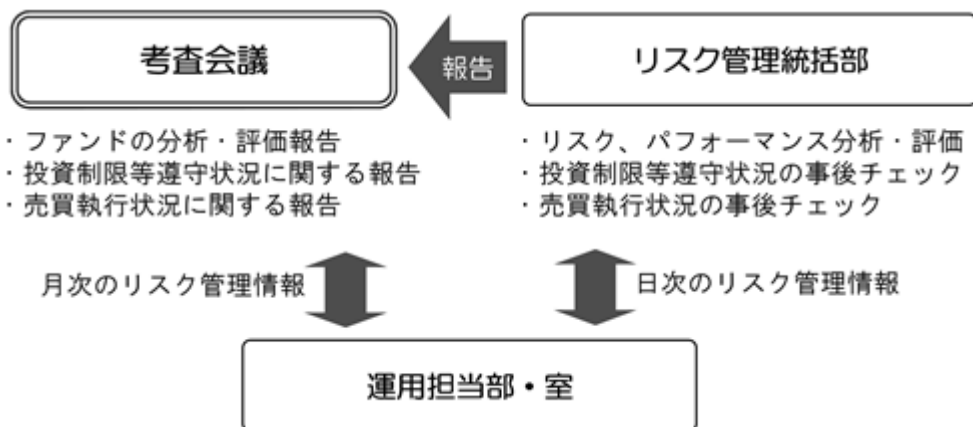 考査会議
報告
リスク管理統括部
・ファンドの分析・評価報告
・投資制限等遵守状況に関する報告
・売買執行状況に関する報告
・リスク、パフォーマンス分析・評価
・投資制限等遵守状況の事後チェック
・売買執行状況の事後チェック
月次のリスク管理情報
日次のリスク管理情報
運用担当部・室